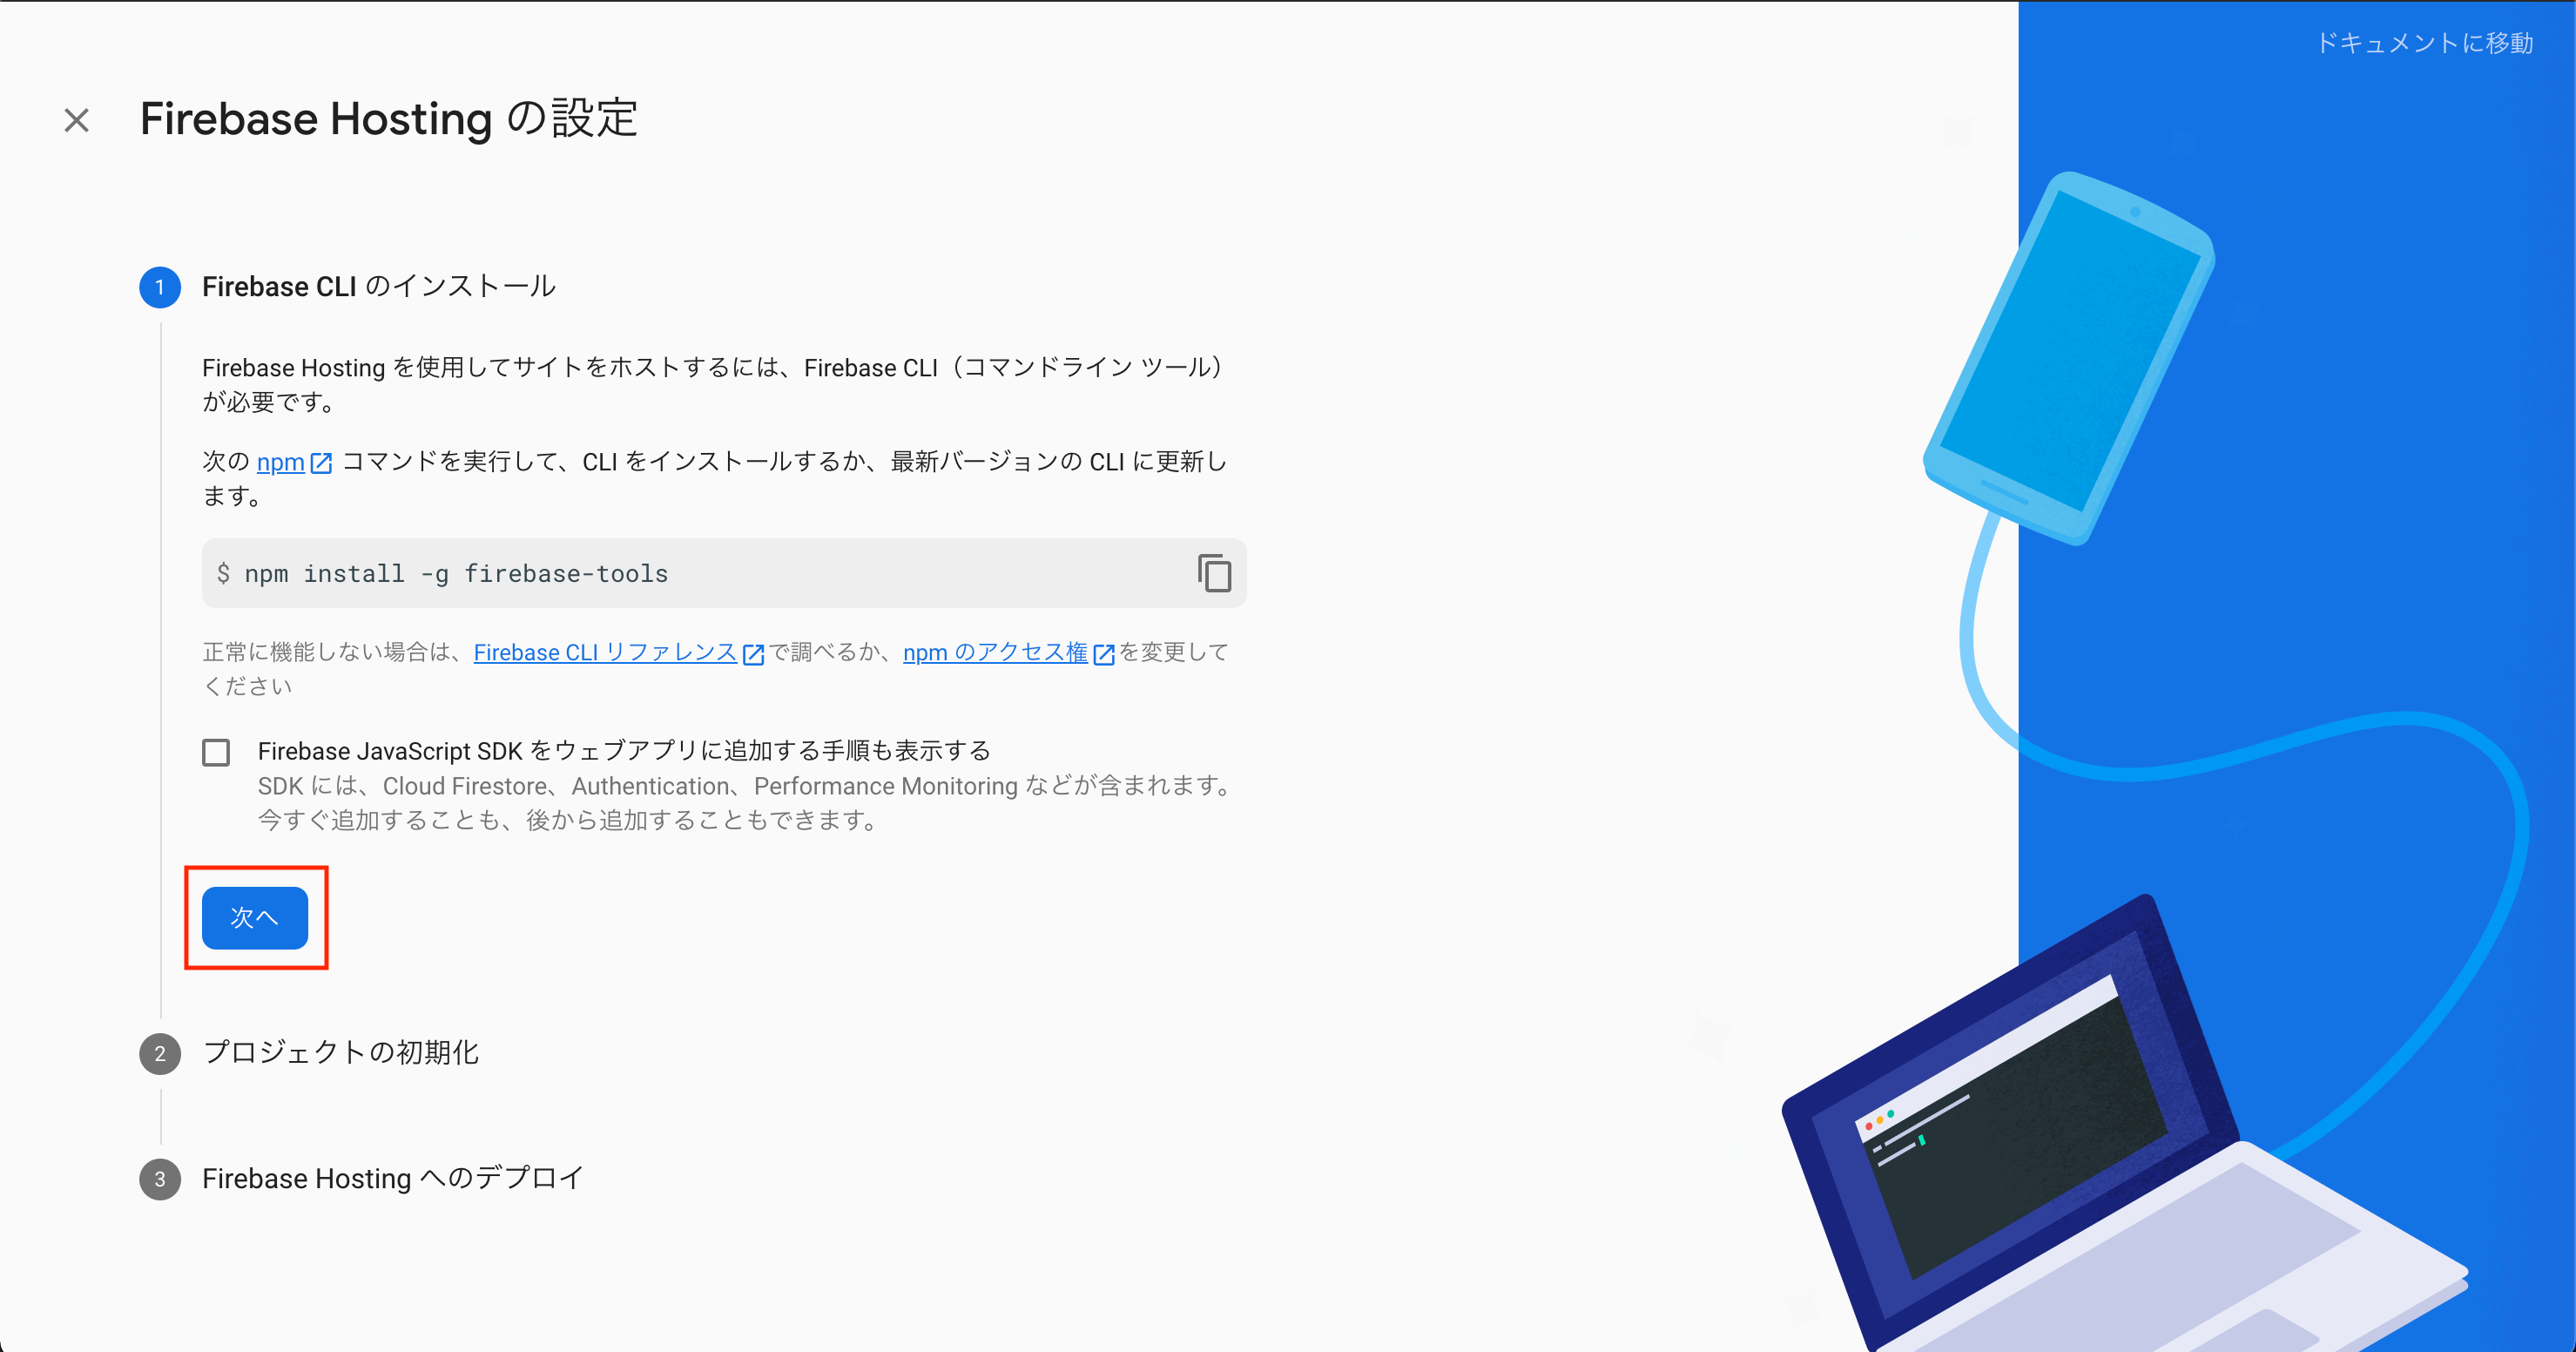 ドキュメントに移動
Firebase Hosting の設定
1 Firebase CLI のインストール
Firebase Hosting を使用してサイトをホストするには、Firebase CLI（コマンドライン ツール）
が必要です。
次の npm コマンドを実行して、CLI をインストールするか、最新バージョンの CLI に更新し
ます。
$ npm install -g firebase-tools
正常に機能しない場合は、Firebase CLI リファレンスで調べるか、npm のアクセス権を変更して
ください
Firebase JavaScript SDK をウェブアプリに追加する手順も表示する
SDK には、Cloud Firestore、Authentication、Performance Monitoring などが含まれます。
今すぐ追加することも、後から追加することもできます。
次へ
2 プロジェクトの初期化
3 Firebase Hosting へのデプロイ